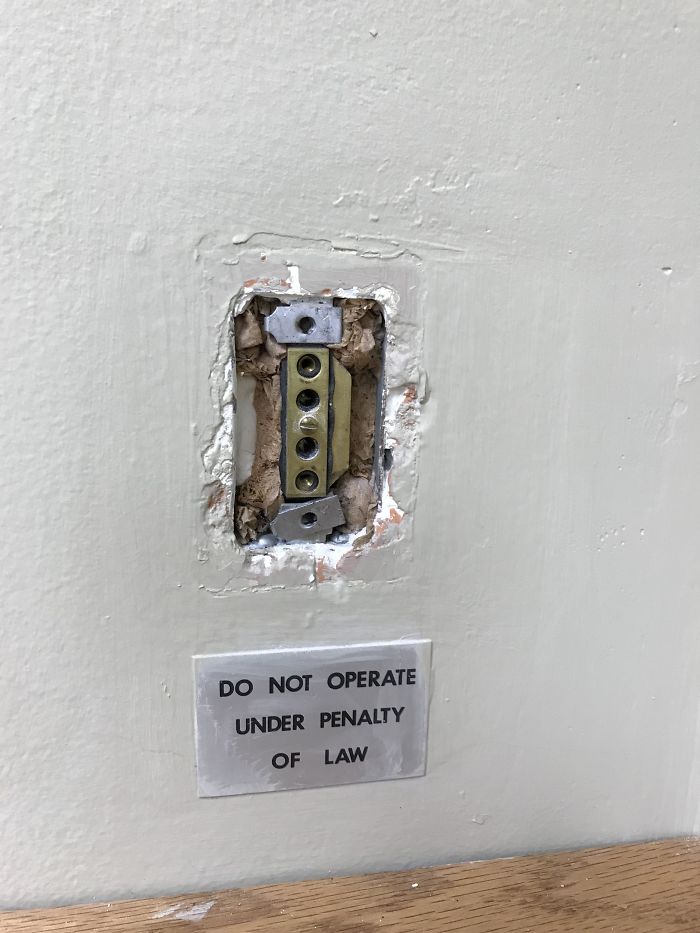 DO NOT OPERATE
UNDER PENALTY
OF LAW